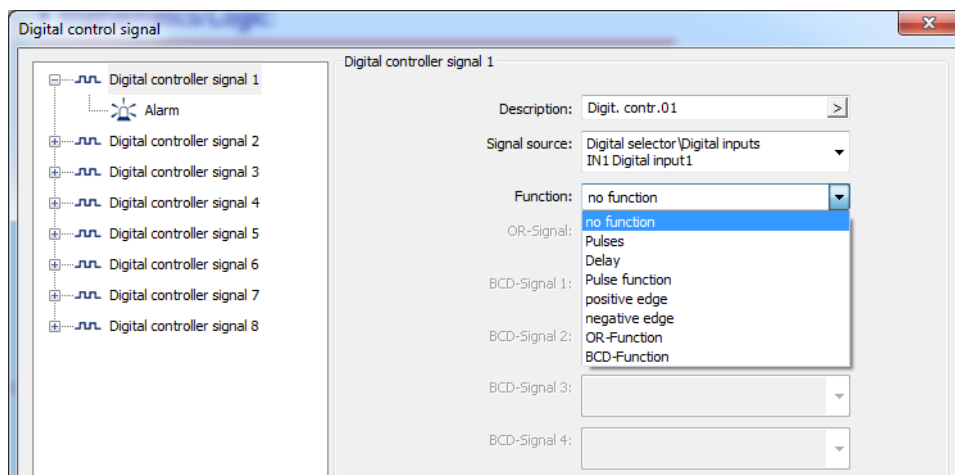 Digital control signal
Digital controller signal 1
Alarm
Digital controller signal 2
Digital controller signal 3
Digital controller signal 4
Digital controller signal 5
Digital controller signal 6
Digital controller signal 7
Digital controller signal 8
Digital controller signal 1
Description: Digit. contr.01 >
Signal source: Digital selector\Digital inputs
IN1 Digital input1
Function: no function
no function
Pulses
Delay
Pulse function
positive edge
negative edge
OR-Function
BCD-Function
OR-Signal:
BCD-Signal 1:
BCD-Signal 2:
BCD-Signal 3:
BCD-Signal 4: